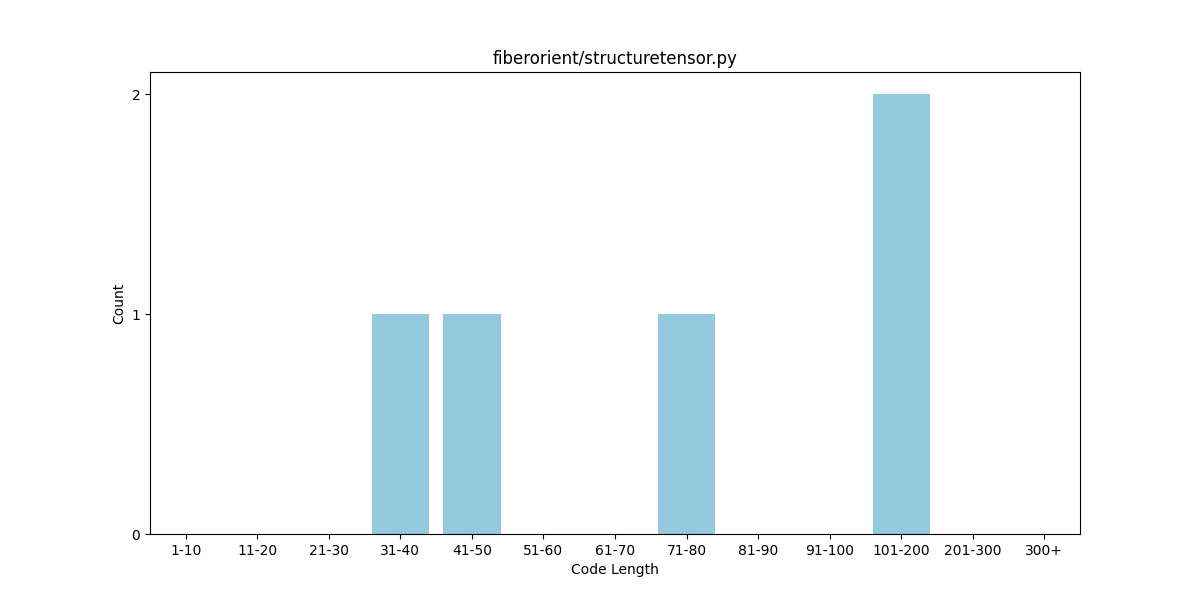 fiberorient/structuretensor.py
2
1
0
Count
1-10 11-20 21-30 31-40 41-50 51-60 61-70 71-80 81-90 91-100 101-200 201-300 300+
Code Length